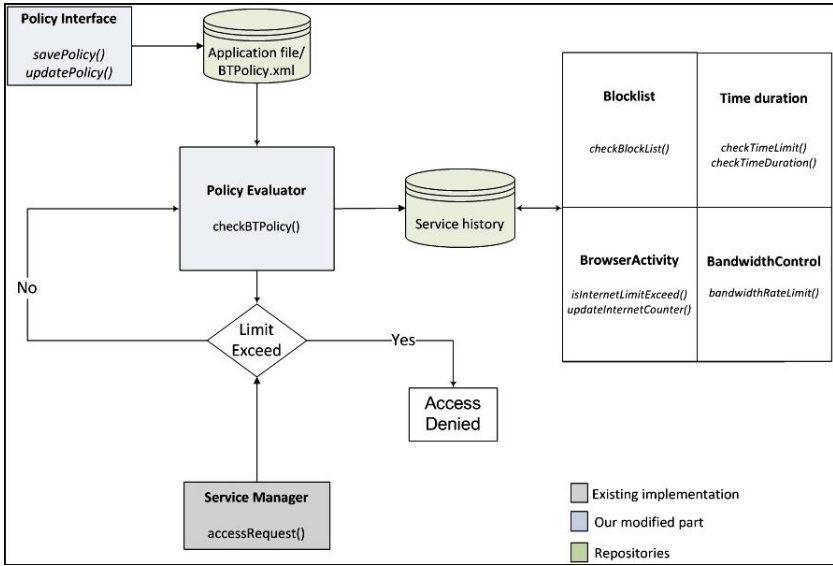 Policy Interface
savePolicy()
updatePolicy()
Application file/
BTPolicy.xml
Blocklist
checkBlockList()
Time duration
checkTimeLimit()
checkTimeDuration()
Policy Evaluator
checkBTPolicy()
Service history
BrowserActivity
isInternetLimitExceed()
updateInternetCounter()
BandwidthControl
bandwidthRateLimit()
No
Limit
Exceed
Yes
Access
Denied
Service Manager
accessRequest()
Existing implementation
Our modified part
Repositories